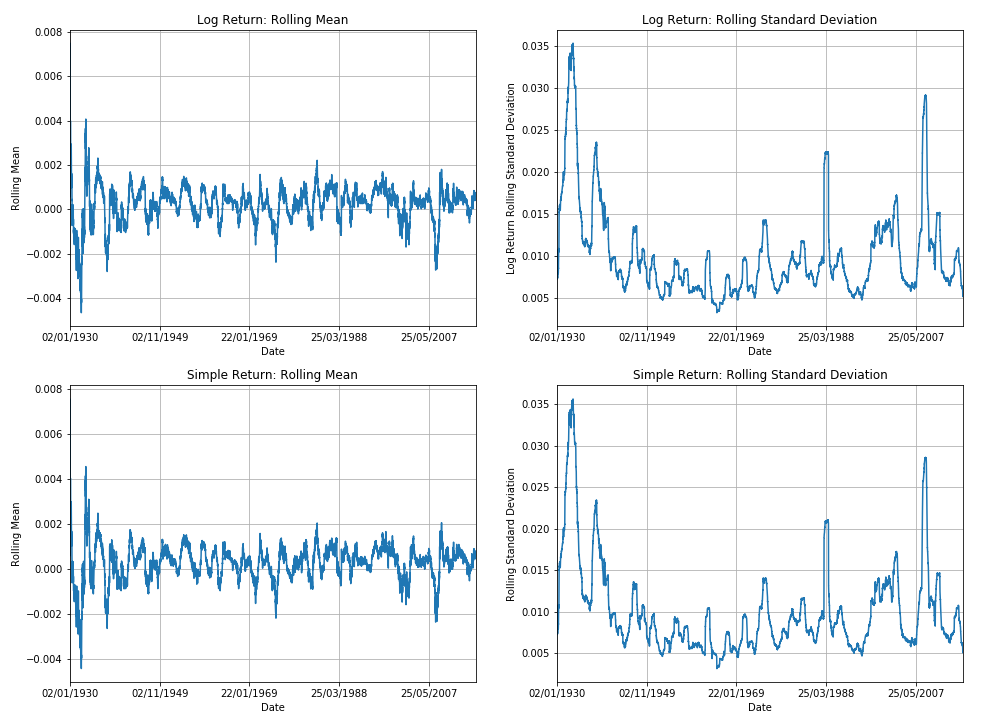 Log Return: Rolling Mean
Rolling Mean
0.008
0.006
0.004
0.002
0.000
−0.002
−0.004
02/01/1930 02/11/1949 22/01/1969 25/03/1988 25/05/2007
Date
Log Return: Rolling Standard Deviation
Log Return Rolling Standard Deviation
0.035
0.030
0.025
0.020
0.015
0.010
0.005
02/01/1930 02/11/1949 22/01/1969 25/03/1988 25/05/2007
Date
Simple Return: Rolling Mean
Rolling Mean
0.008
0.006
0.004
0.002
0.000
−0.002
−0.004
02/01/1930 02/11/1949 22/01/1969 25/03/1988 25/05/2007
Date
Simple Return: Rolling Standard Deviation
Rolling Standard Deviation
0.035
0.030
0.025
0.020
0.015
0.010
0.005
02/01/1930 02/11/1949 22/01/1969 25/03/1988 25/05/2007
Date